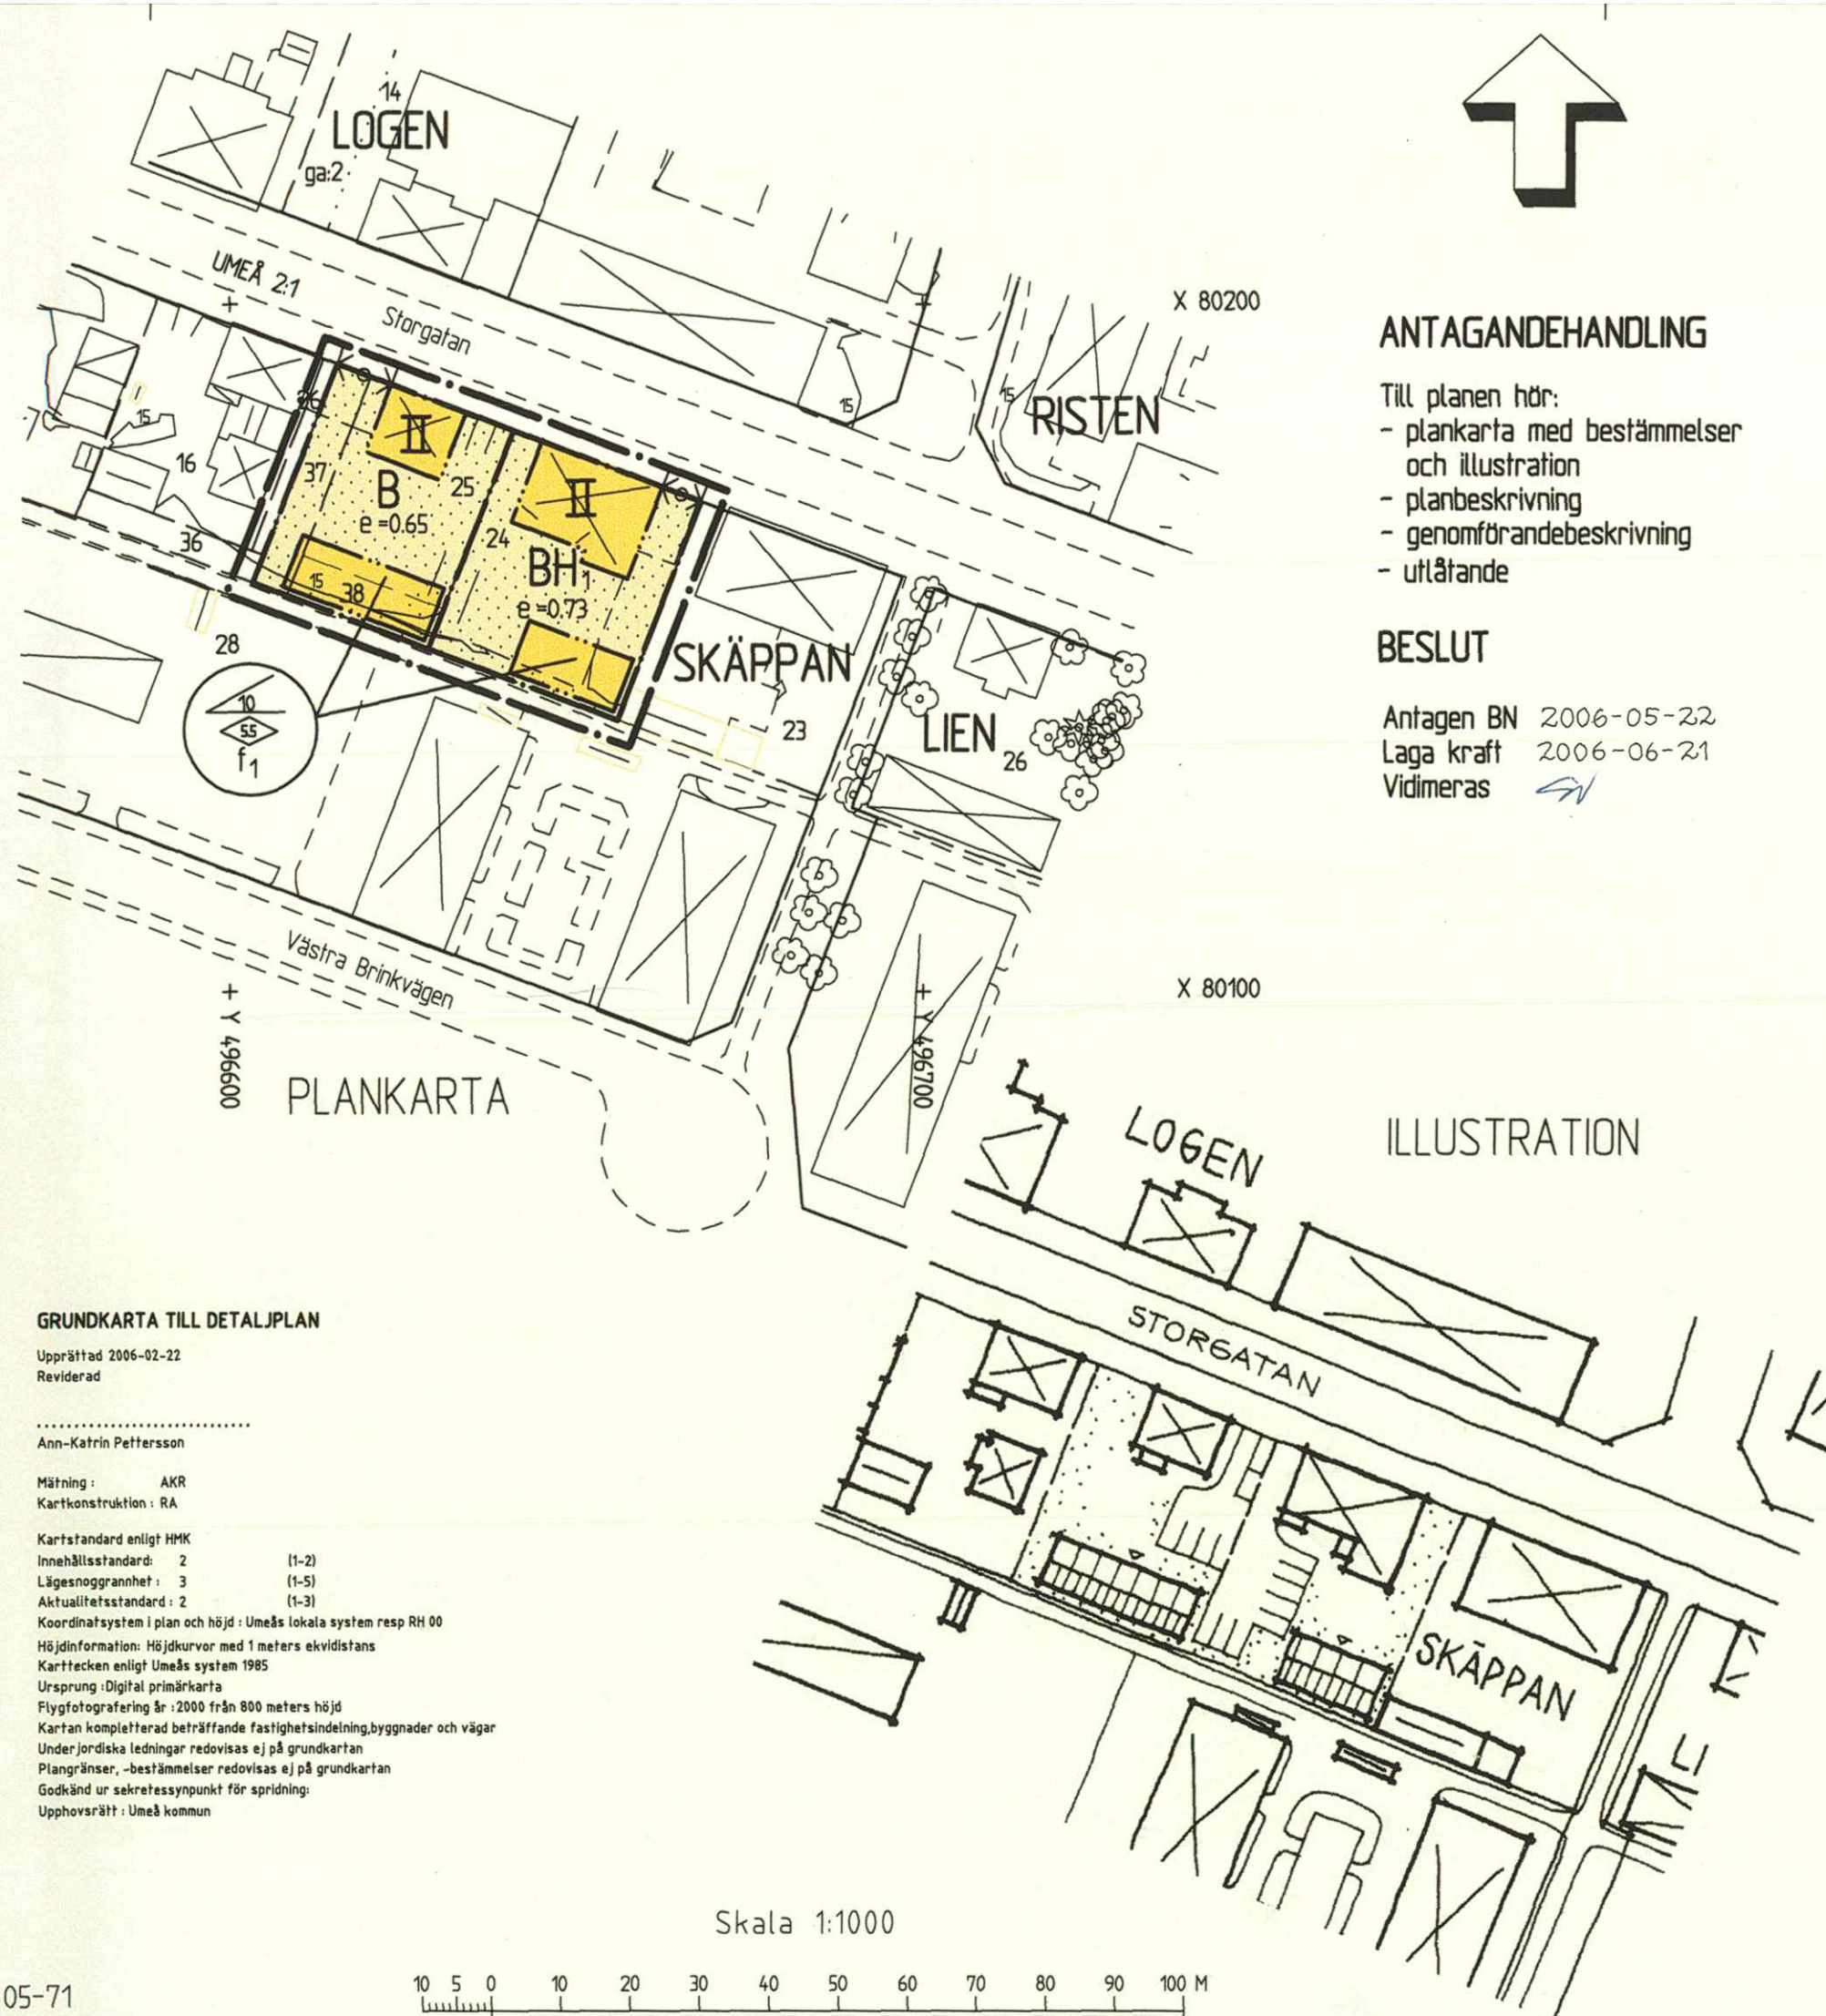 14
LOGEN
ga:2
UMEÅ 2:1
Storgatan
X 80200
15
RISTEN
15
15
16
36
37
II
B
e =0.65
25
24
II
BH1
e =0.73
15
38
28
10
55
f1
SKÄPPAN
23
LIEN
26
Västra Brinkvägen
+ Y 496600
+ Y 496700
X 80100
PLANKARTA
ANTAGANDEHANDLING
Till planen hör:
- plankarta med bestämmelser
och illustration
- planbeskrivning
- genomförandebeskrivning
- utlåtande
BESLUT
Antagen BN 2006-05-22
Laga kraft 2006-06-21
Vidimeras
ILLUSTRATION
LOGEN
STORGATAN
SKÄPPAN
LI
GRUNDKARTA TILL DETALJPLAN
Upprättad 2006-02-22
Reviderad
..............................
Ann-Katrin Pettersson
Mätning : AKR
Kartkonstruktion : RA
Kartstandard enligt HMK
Innehållsstandard: 2 (1-2)
Lägesnoggrannhet : 3 (1-5)
Aktualitetsstandard : 2 (1-3)
Koordinatsystem i plan och höjd : Umeås lokala system resp RH 00
Höjdinformation: Höjdkurvor med 1 meters ekvidistans
Karttecken enligt Umeås system 1985
Ursprung :Digital primärkarta
Flygfotografering år :2000 från 800 meters höjd
Kartan kompletterad beträffande fastighetsindelning,byggnader och vägar
Underjordiska ledningar redovisas ej på grundkartan
Plangränser, -bestämmelser redovisas ej på grundkartan
Godkänd ur sekretessynpunkt för spridning:
Upphovsrätt : Umeå kommun
Skala 1:1000
10 5 0 10 20 30 40 50 60 70 80 90 100 M
05-71